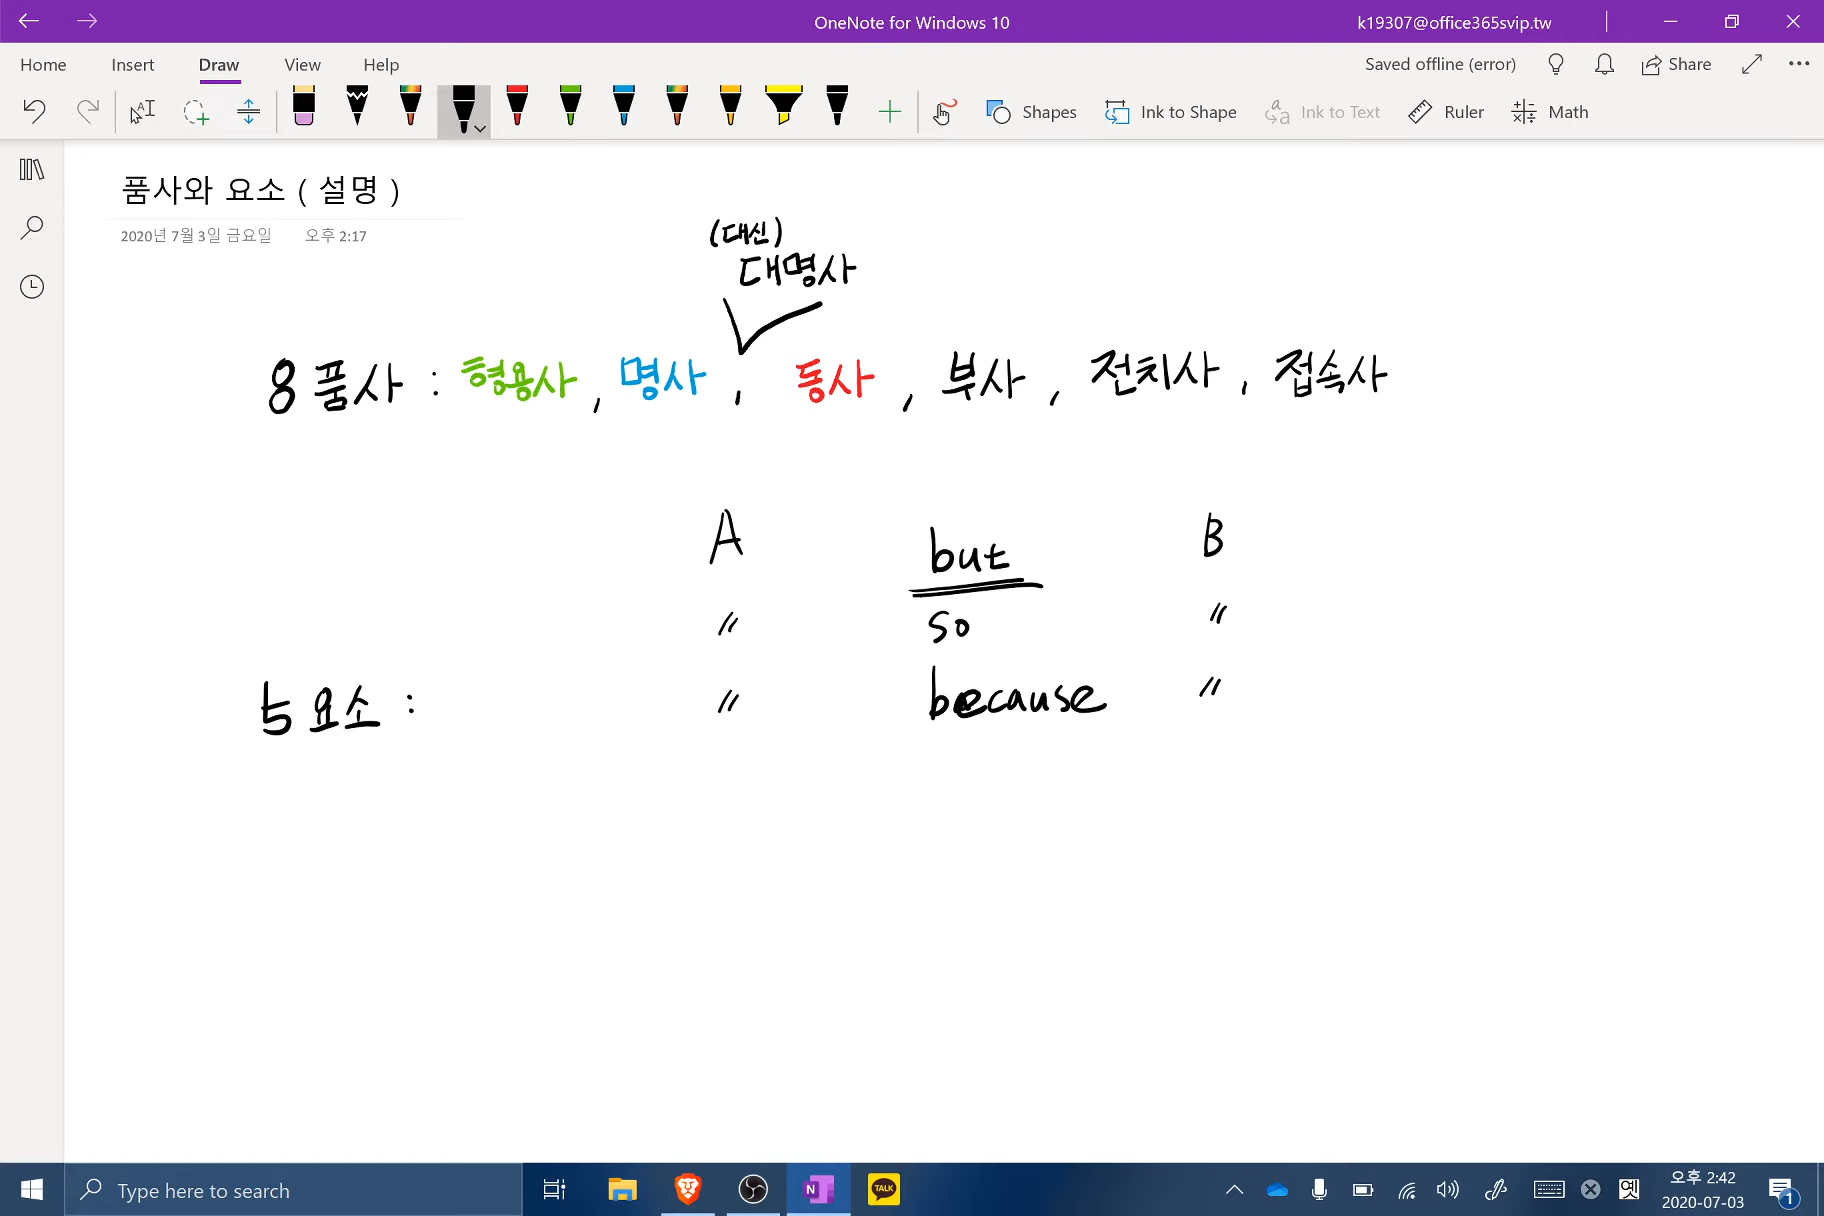 OneNote for Windows 10
k19307@office365svip.tw
Home Insert Draw View Help
Saved offline (error) Share
Shapes Ink to Shape Ink to Text Ruler Math
품사와 요소 ( 설명 )
2020년 7월 3일 금요일 오후 2:17
(대신)
대명사
8 품사 : 형용사 , 명사 , 동사 , 부사 , 전치사 , 접속사
A but B
〃 so 〃
5 요소 : 〃 because 〃
Type here to search
N
TALK
오후 2:42
2020-07-03
1